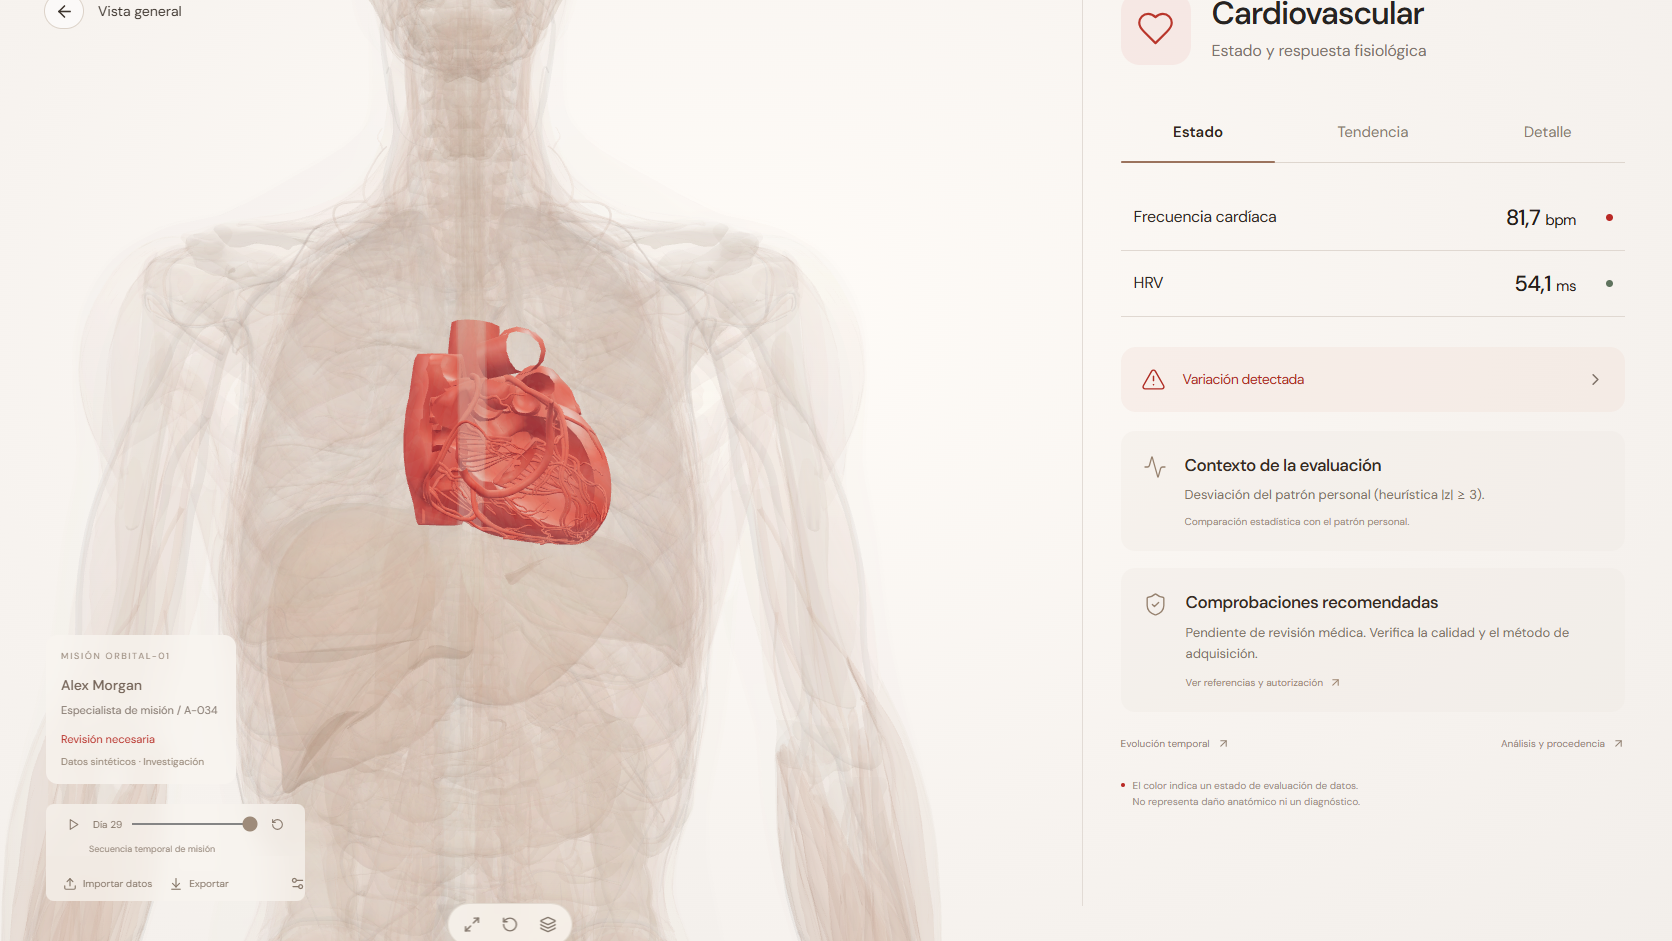 Vista general
Cardiovascular
Estado y respuesta fisiológica
Estado
Tendencia
Detalle
Frecuencia cardíaca
81,7 bpm
HRV
54,1 ms
Variación detectada
Contexto de la evaluación
Desviación del patrón personal (heurística |z| ≥ 3).
Comparación estadística con el patrón personal.
Comprobaciones recomendadas
Pendiente de revisión médica. Verifica la calidad y el método de
adquisición.
Ver referencias y autorización
Evolución temporal
Análisis y procedencia
El color indica un estado de evaluación de datos.
No representa daño anatómico ni un diagnóstico.
MISIÓN ORBITAL-01
Alex Morgan
Especialista de misión / A-034
Revisión necesaria
Datos sintéticos · Investigación
Día 29
Secuencia temporal de misión
Importar datos
Exportar